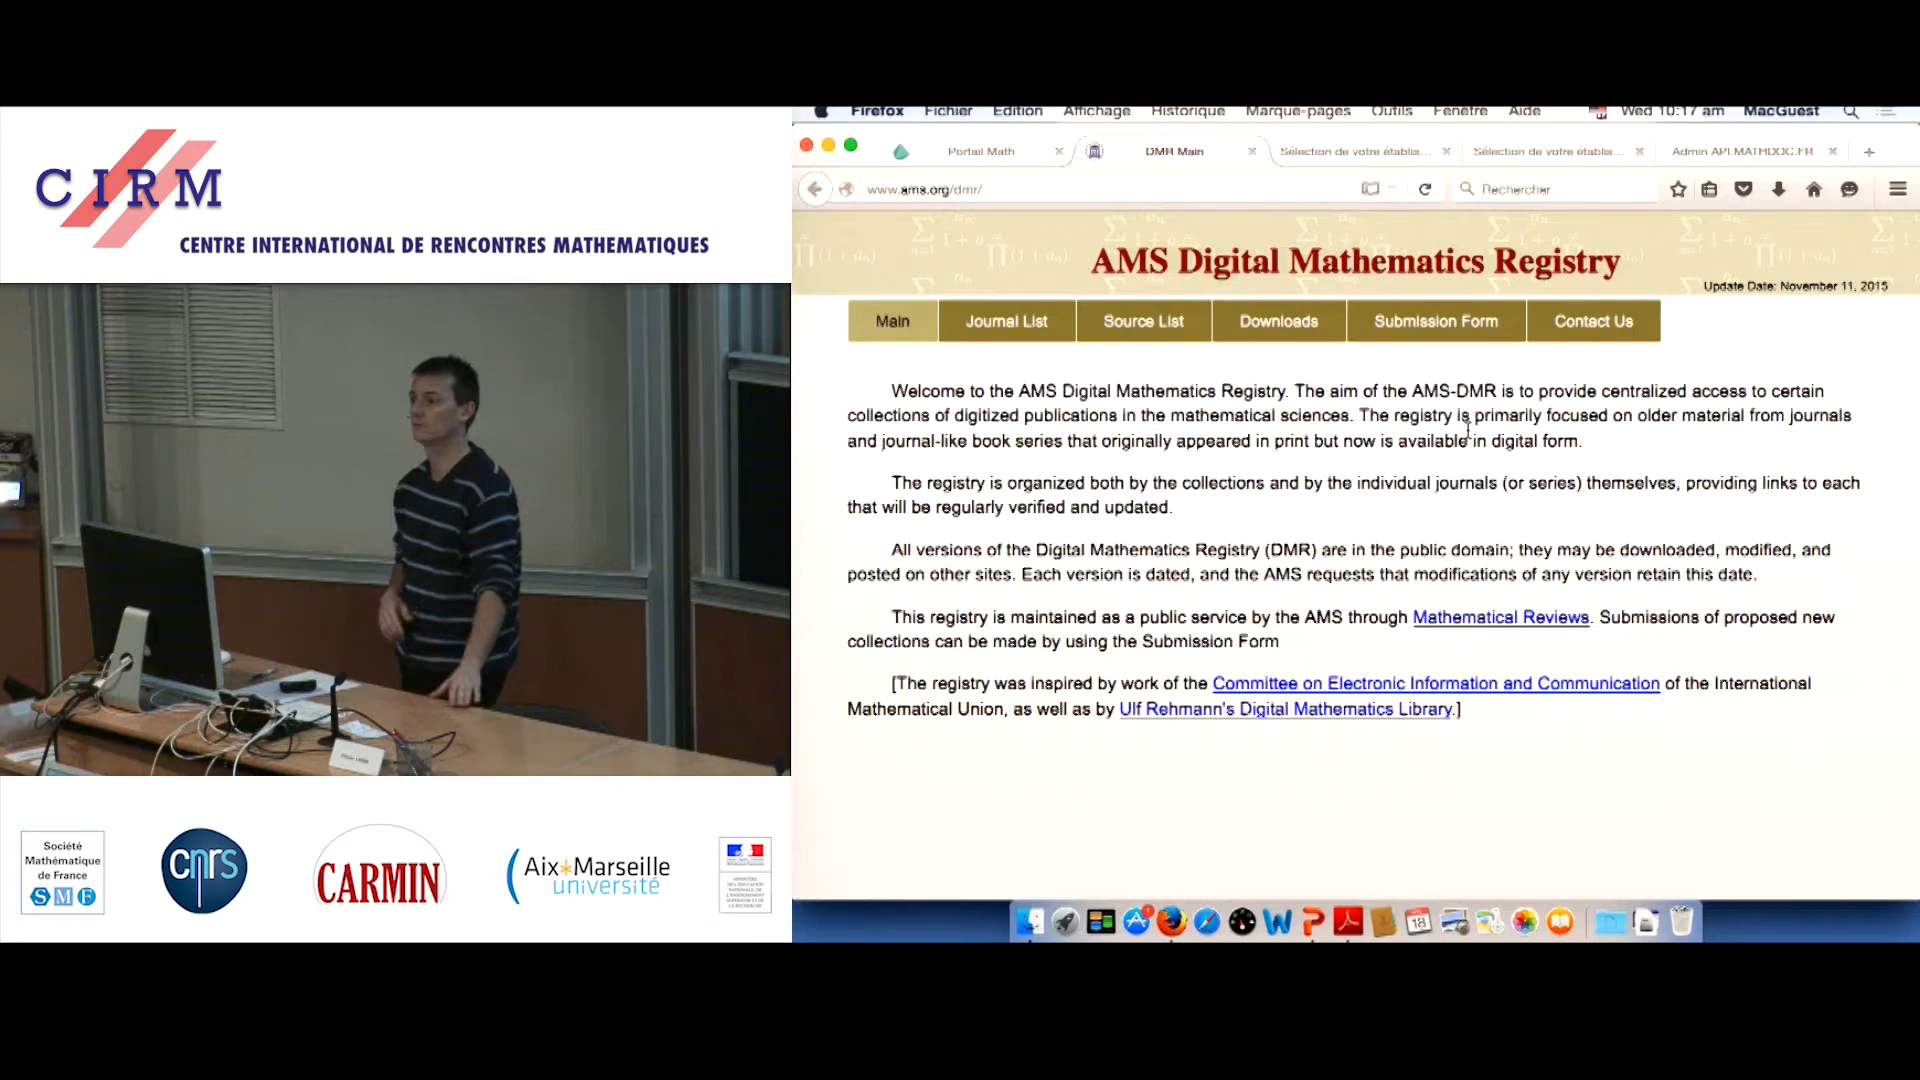 CIRM
CENTRE INTERNATIONAL DE RENCONTRES MATHEMATIQUES
Firefox Fichier Edition Affichage Historique Marque-pages Outils Fenêtre Aide Wed 10:17 am MacGuest
Portail Math DMR Main Sélection de votre établis... Sélection de votre établis... Admin API.MATHDOC.FR
www.ams.org/dmr/ Rechercher
AMS Digital Mathematics Registry
Update Date: November 11, 2015
Main Journal List Source List Downloads Submission Form Contact Us
Welcome to the AMS Digital Mathematics Registry. The aim of the AMS-DMR is to provide centralized access to certain
collections of digitized publications in the mathematical sciences. The registry is primarily focused on older material from journals
and journal-like book series that originally appeared in print but now is available in digital form.
The registry is organized both by the collections and by the individual journals (or series) themselves, providing links to each
that will be regularly verified and updated.
All versions of the Digital Mathematics Registry (DMR) are in the public domain; they may be downloaded, modified, and
posted on other sites. Each version is dated, and the AMS requests that modifications of any version retain this date.
This registry is maintained as a public service by the AMS through Mathematical Reviews. Submissions of proposed new
collections can be made by using the Submission Form
[The registry was inspired by work of the Committee on Electronic Information and Communication of the International
Mathematical Union, as well as by Ulf Rehmann's Digital Mathematics Library.]
Société
Mathématique
de France
SMF
cnrs
CARMIN
Aix*Marseille
université